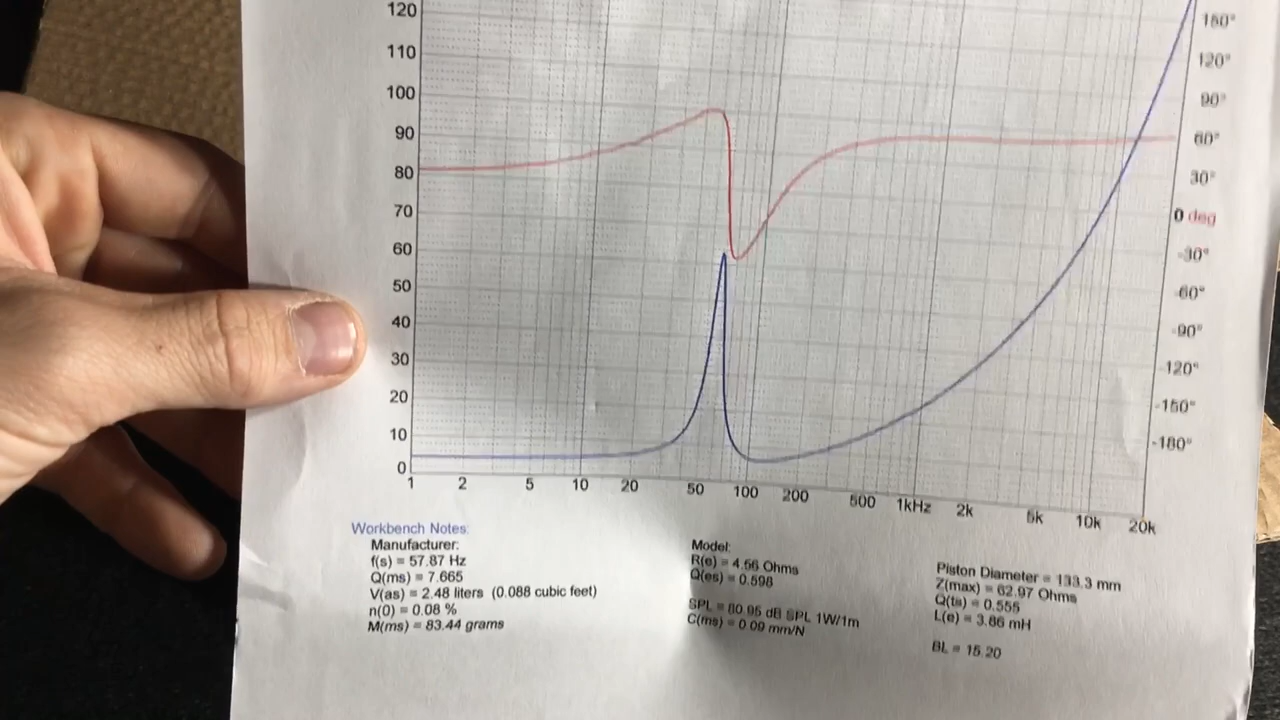 120
110
100
90
80
70
60
50
40
30
20
10
0
150°
120°
90°
60°
30°
0 deg
-30°
-60°
-90°
-120°
-150°
-180°
1 2 5 10 20 50 100 200 500 1kHz 2k 5k 10k 20k
Workbench Notes:
Manufacturer:
f(s) = 57.87 Hz
Q(ms) = 7.665
V(as) = 2.48 liters (0.088 cubic feet)
n(0) = 0.08 %
M(ms) = 83.44 grams
Model:
R(e) = 4.56 Ohms
Q(es) = 0.598
SPL = 80.95 dB SPL 1W/1m
C(ms) = 0.09 mm/N
Piston Diameter = 133.3 mm
Z(max) = 62.97 Ohms
Q(ts) = 0.555
L(e) = 3.86 mH
BL = 15.20